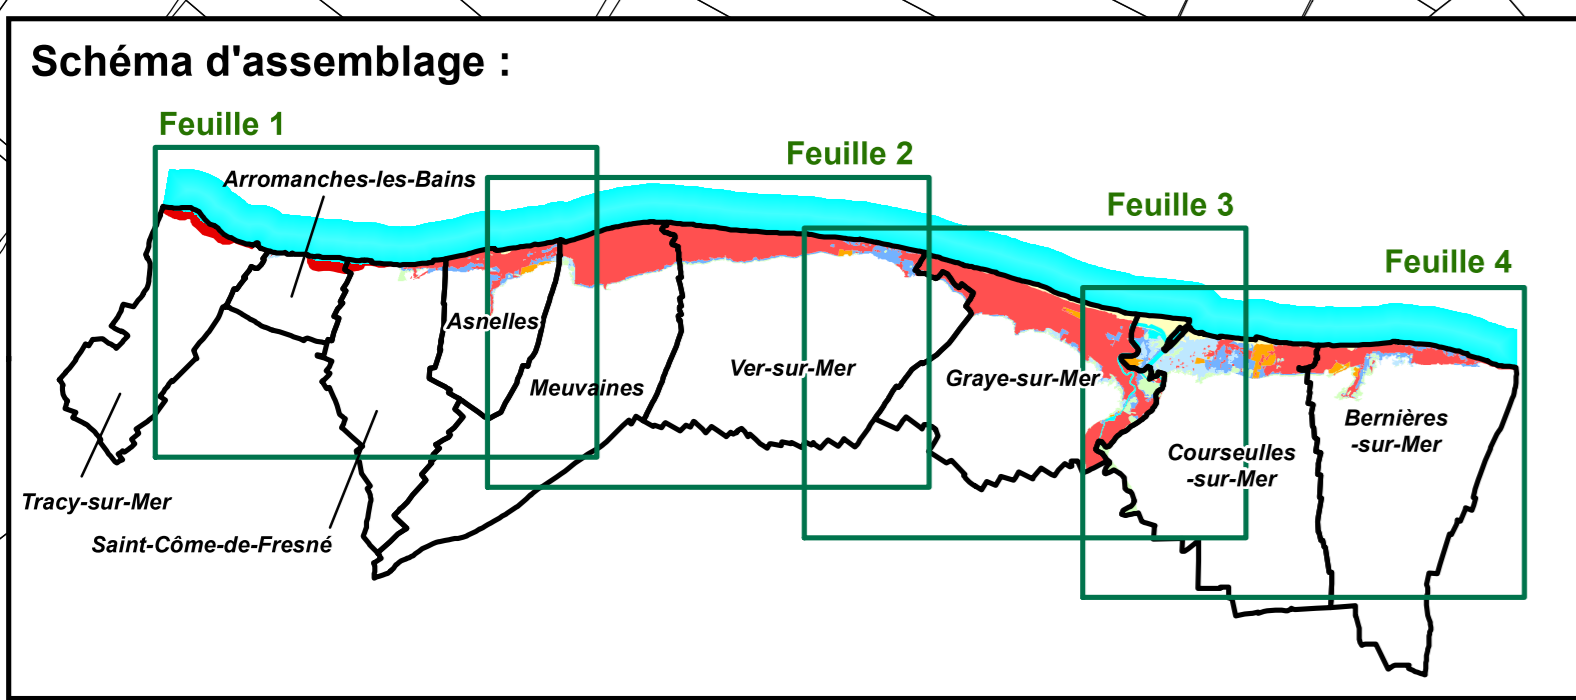 Schéma d'assemblage :
Feuille 1
Feuille 2
Arromanches-les-Bains
Feuille 3
Feuille 4
Asnelles
Meuvaines
Ver-sur-Mer
Graye-sur-Mer
Bernières
-sur-Mer
Courseulles
-sur-Mer
Tracy-sur-Mer
Saint-Côme-de-Fresné